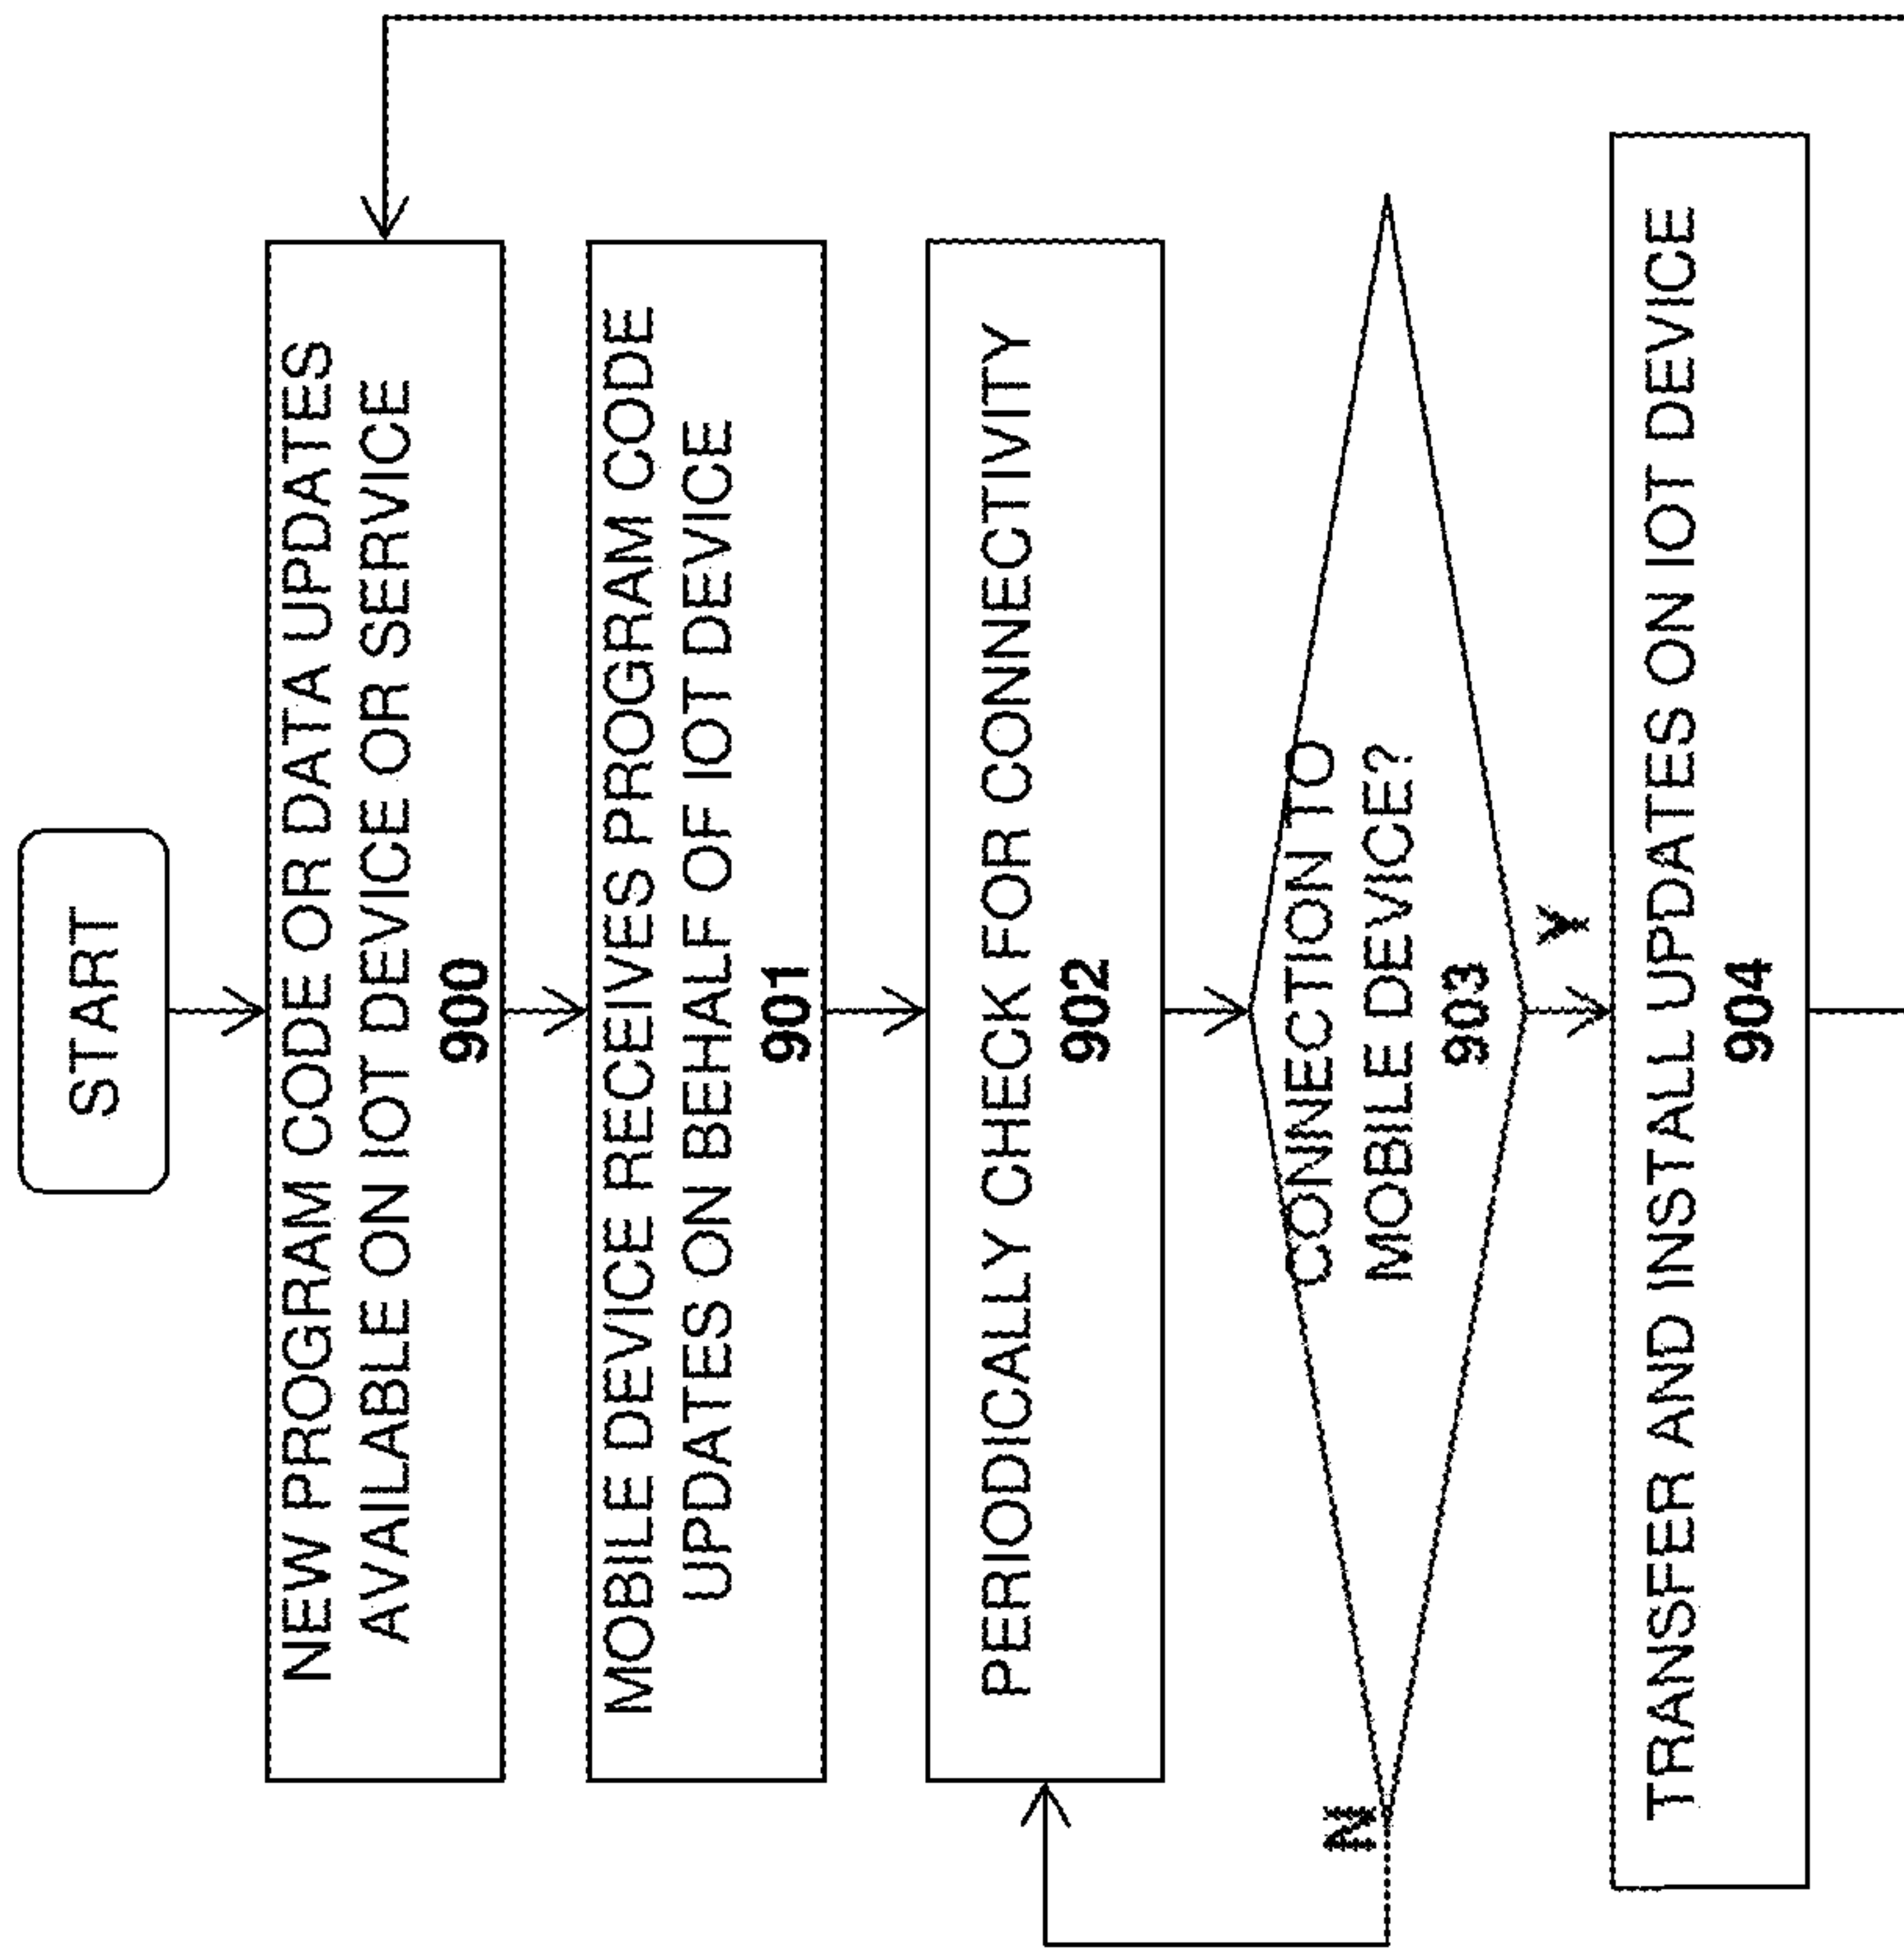 START
NEW PROGRAM CODE OR DATA UPDATES
AVAILABLE ON IOT DEVICE OR SERVICE
900
MOBILE DEVICE RECEIVES PROGRAM CODE
UPDATES ON BEHALF OF IOT DEVICE
901
PERIODICALLY CHECK FOR CONNECTIVITY
902
CONNECTION TO
MOBILE DEVICE?
903
N
Y
TRANSFER AND INSTALL UPDATES ON IOT DEVICE
904